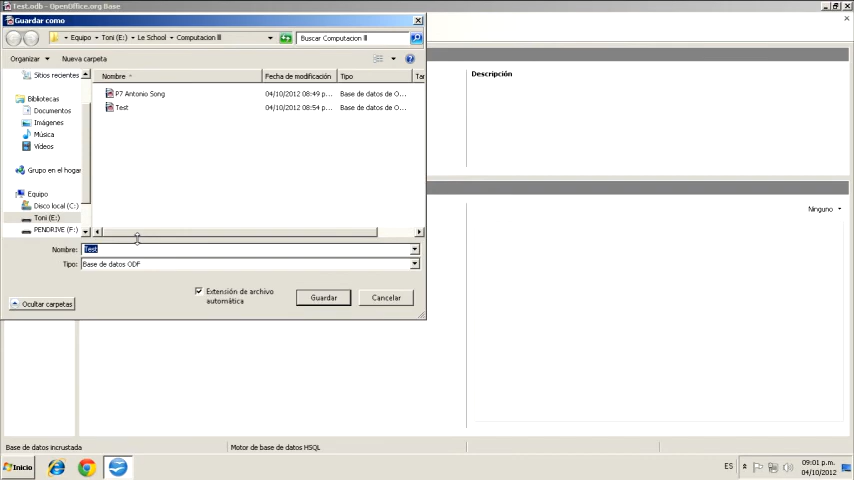 Test.odb - OpenOffice.org Base
Guardar como
Equipo ▸ Toni (E:) ▸ Le School ▸ Computacion III
Buscar Computacion II
Organizar
Nueva carpeta
Descripción
Sitios recientes
Nombre
Fecha de modificación
Tipo
Bibliotecas
P7 Antonio Song
04/10/2012 08:49 p...
Base de datos de O...
Documentos
Test
04/10/2012 08:54 p...
Base de datos de O...
Imágenes
Música
Vídeos
Grupo en el hogar
Equipo
Disco local (C:)
Ninguno
Toni (E:)
PENDRIVE (F:)
Nombre:
Test
Tipo:
Base de datos ODF
Extensión de archivo
automática
Guardar
Cancelar
Ocultar carpetas
Base de datos incrustada
Motor de base de datos HSQL
Inicio
ES
09:01 p.m.
04/10/2012